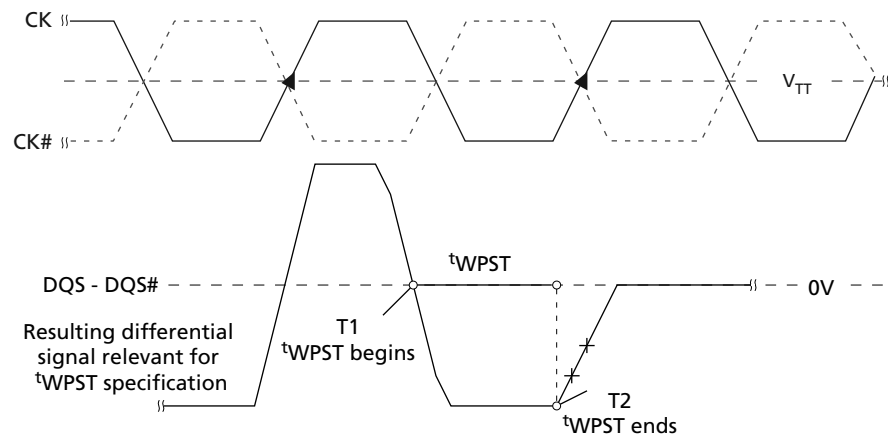 CK
V_TT
CK#
tWPST
DQS - DQS#
0V
T1
tWPST begins
Resulting differential
signal relevant for
tWPST specification
T2
tWPST ends